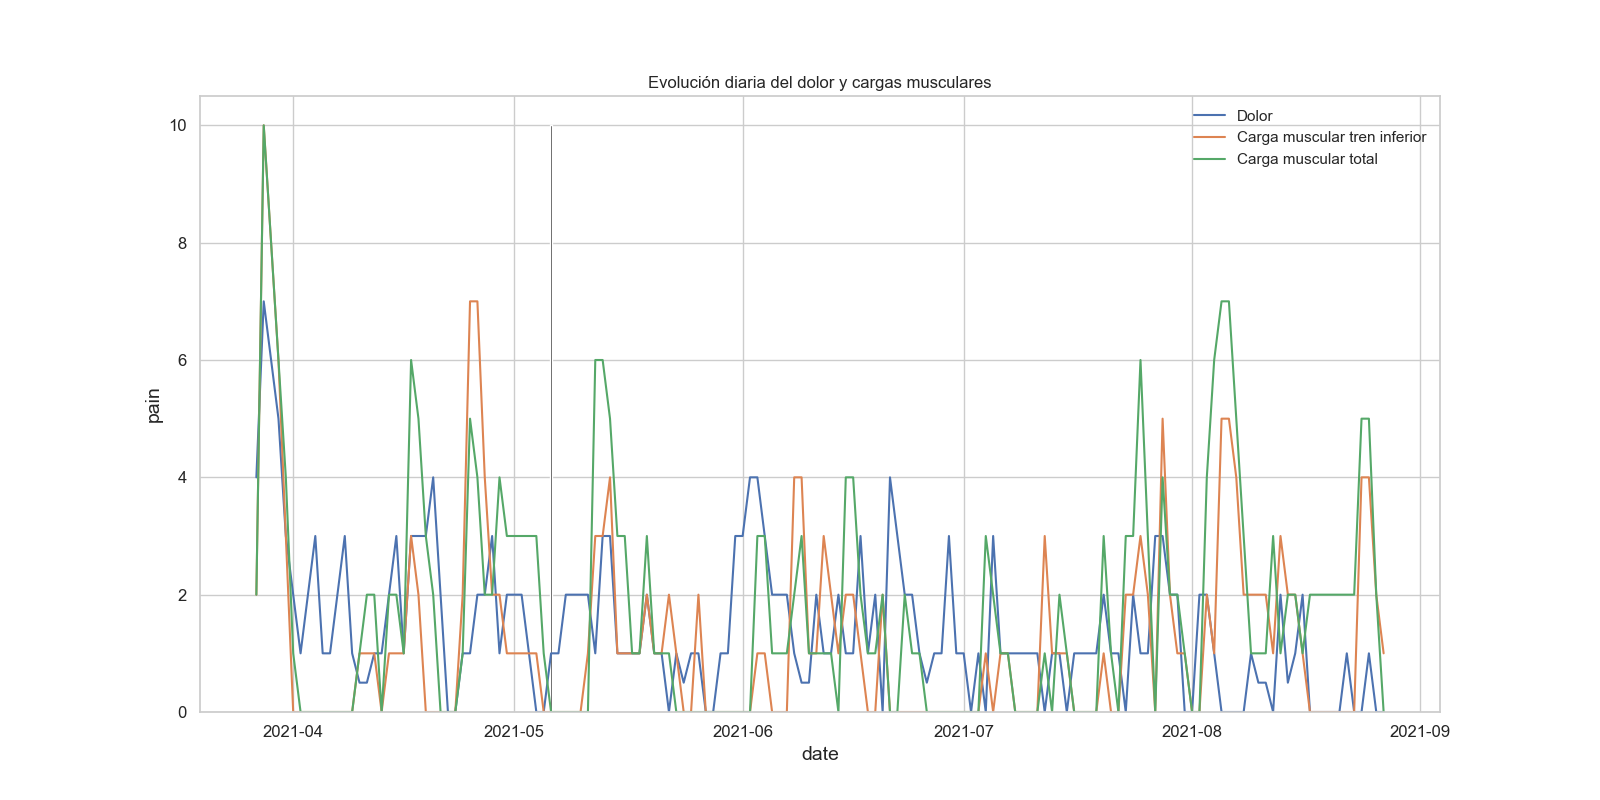 Evolución diaria del dolor y cargas musculares
Dolor
Carga muscular tren inferior
Carga muscular total
pain
10
8
6
4
2
0
2021-04
2021-05
2021-06
2021-07
2021-08
2021-09
date